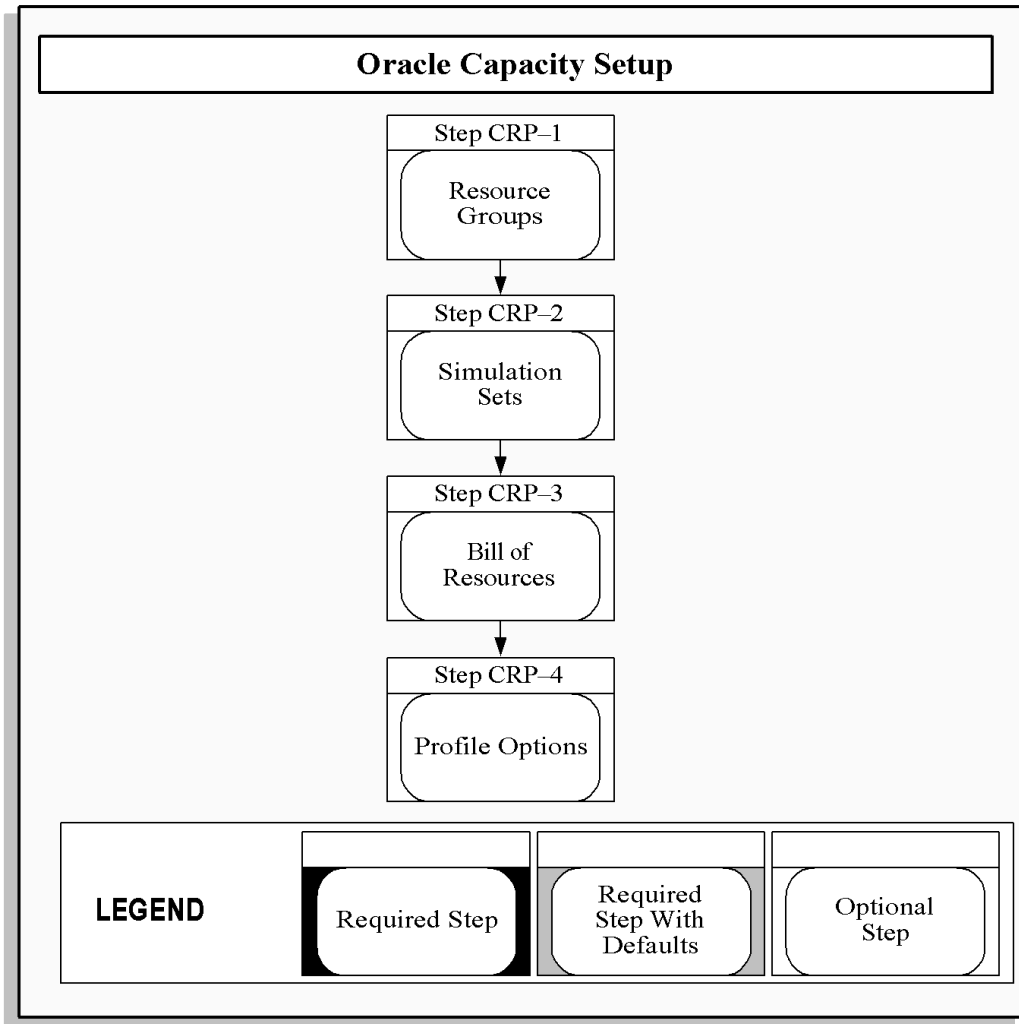 Oracle Capacity Setup
Step CRP–1
Resource
Groups
Step CRP–2
Simulation
Sets
Step CRP–3
Bill of
Resources
Step CRP–4
Profile Options
LEGEND
Required Step
Required
Step With
Defaults
Optional
Step